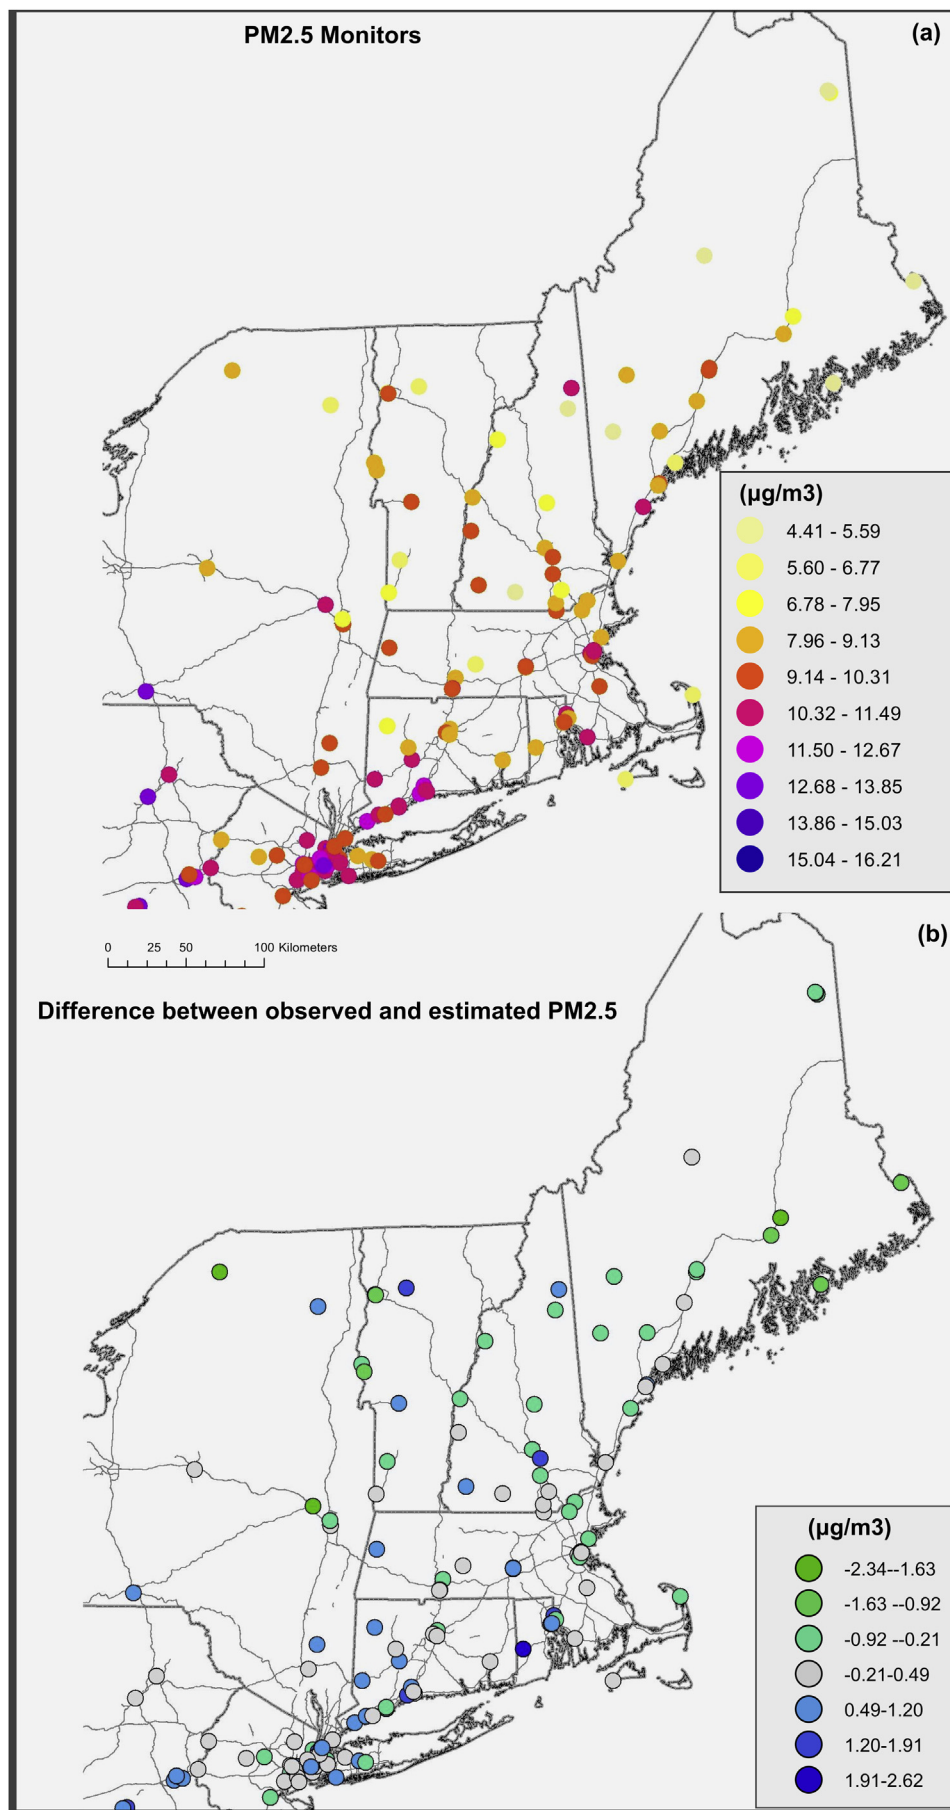 PM2.5 Monitors
(a)
(µg/m3)
4.41 - 5.59
5.60 - 6.77
6.78 - 7.95
7.96 - 9.13
9.14 - 10.31
10.32 - 11.49
11.50 - 12.67
12.68 - 13.85
13.86 - 15.03
15.04 - 16.21
0 25 50 100 Kilometers
(b)
Difference between observed and estimated PM2.5
(µg/m3)
-2.34--1.63
-1.63 --0.92
-0.92 --0.21
-0.21-0.49
0.49-1.20
1.20-1.91
1.91-2.62